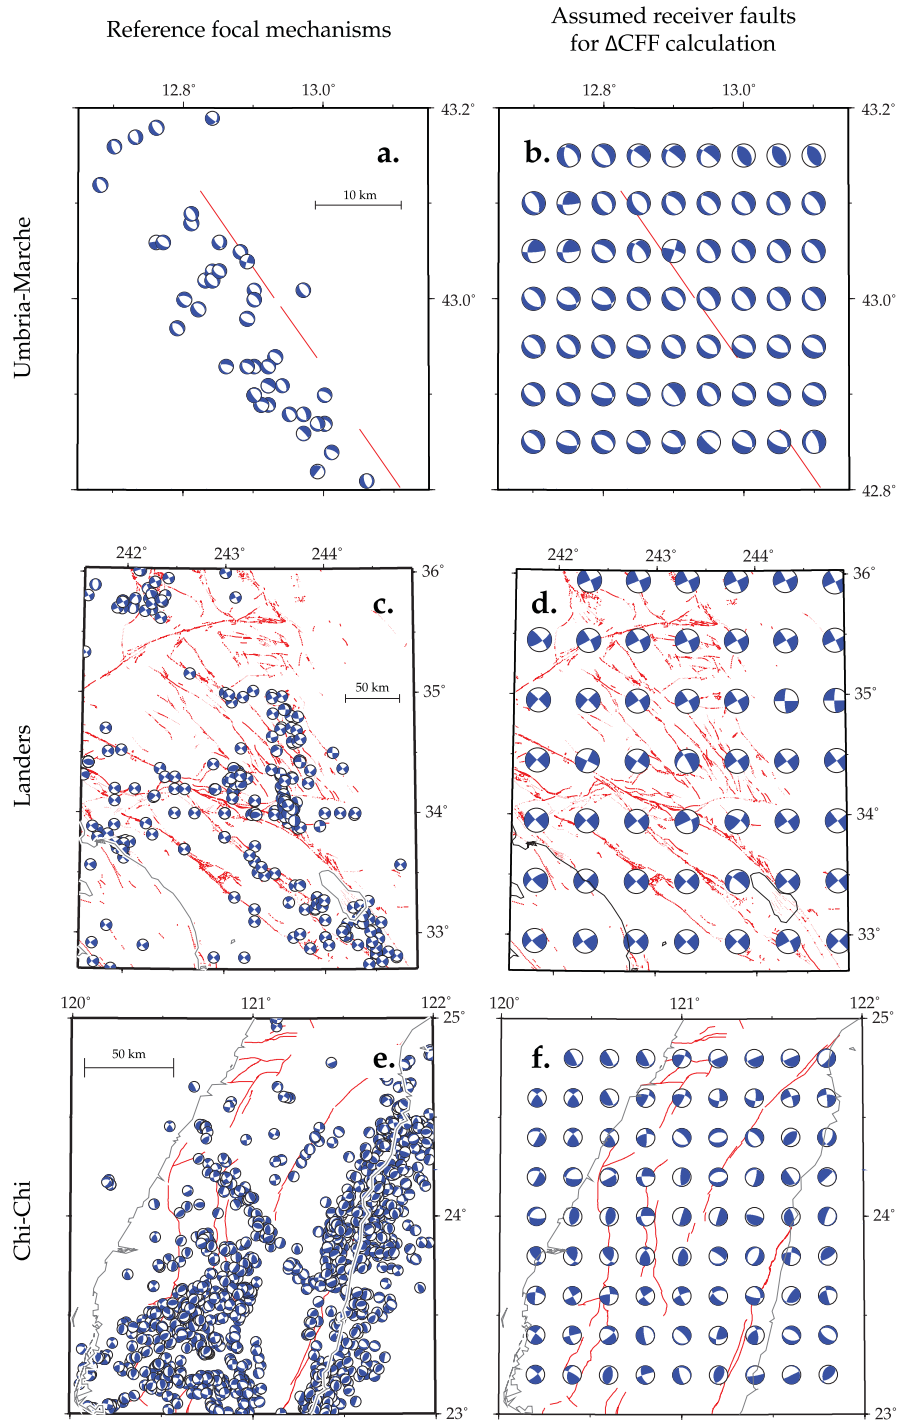 Reference focal mechanisms
Assumed receiver faults
for ΔCFF calculation
12.8° 13.0°
12.8° 13.0°
43.2°
a.
b.
10 km
Umbria-Marche
43.0°
43.0°
42.8°
42.8°
242° 243° 244°
242° 243° 244°
36°
36°
c.
d.
50 km
35°
35°
Landers
34°
34°
33°
33°
120° 121° 122°
120° 121° 122°
25°
25°
50 km
e.
f.
Chi-Chi
24°
24°
23°
23°